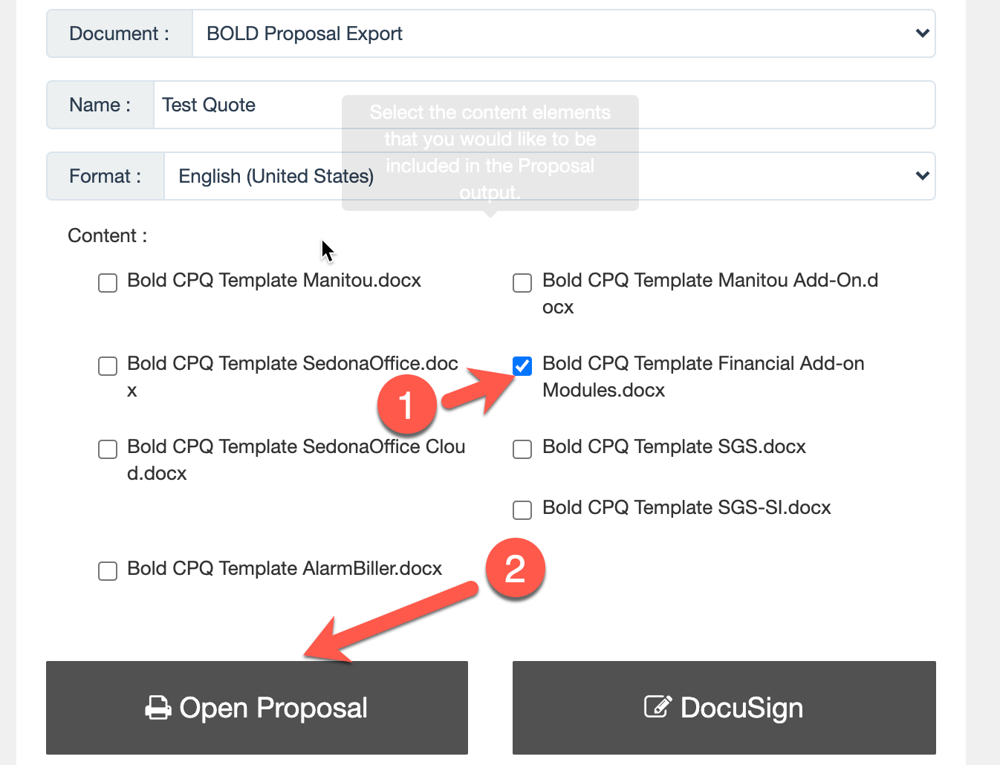 Document :
BOLD Proposal Export
Name :
Test Quote
Select the content elements
that you would like to be
included in the Proposal
output.
Format :
English (United States)
Content :
Bold CPQ Template Manitou.docx
Bold CPQ Template Manitou Add-On.d
ocx
Bold CPQ Template SedonaOffice.doc
x
Bold CPQ Template Financial Add-on
Modules.docx
1
Bold CPQ Template SedonaOffice Clou
d.docx
Bold CPQ Template SGS.docx
Bold CPQ Template SGS-SI.docx
Bold CPQ Template AlarmBiller.docx
2
Open Proposal
DocuSign